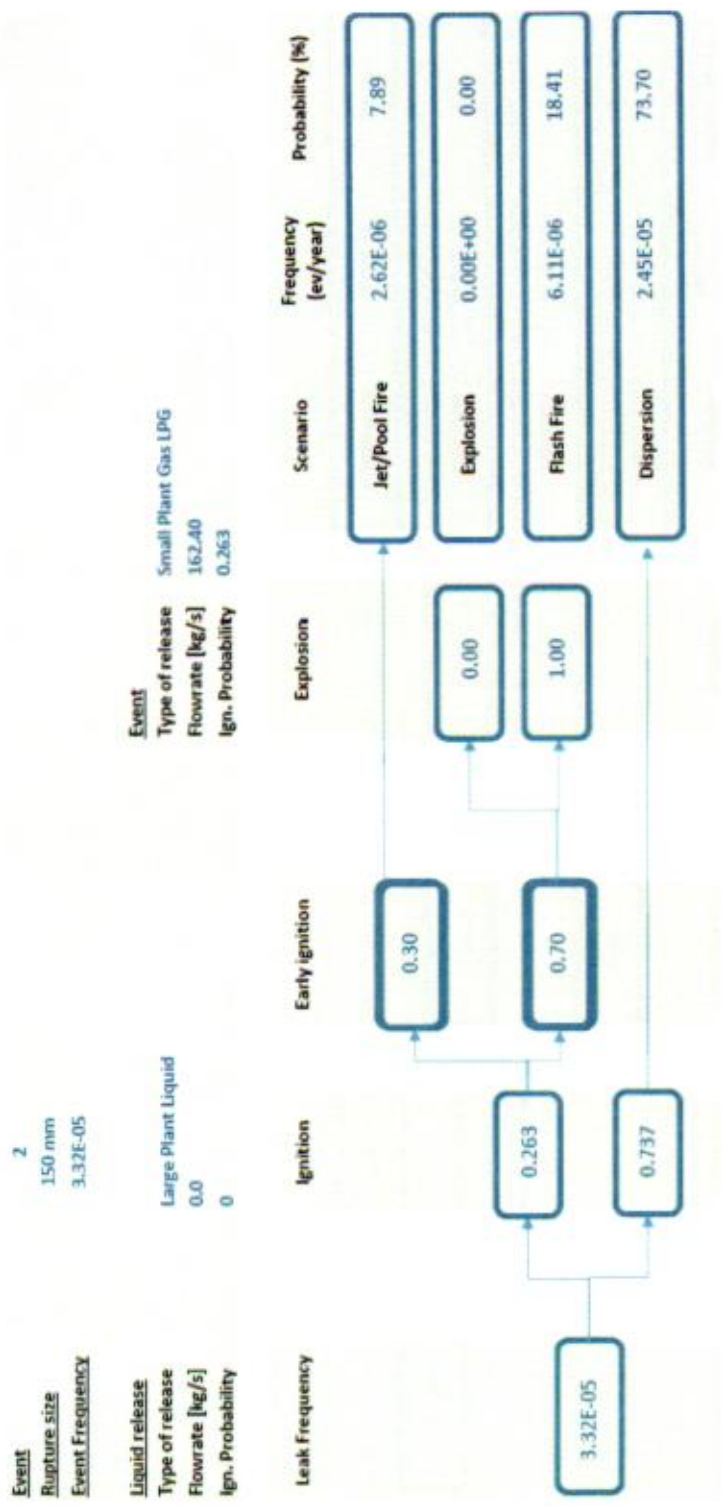 Event 2
Rupture size 150 mm
Event Frequency 3.32E-05
Liquid release Event
Type of release Large Plant Liquid Type of release Small Plant Gas LPG
Flowrate [kg/s] 0.0 Flowrate [kg/s] 162.40
Ign. Probability 0 Ign. Probability 0.263
Leak Frequency Ignition Early ignition Explosion Scenario Frequency (ev/year) Probability (%)
0.30 Jet/Pool Fire 2.62E-06 7.89
0.263 0.00 Explosion 0.00E+00 0.00
3.32E-05 0.70 1.00 Flash Fire 6.11E-06 18.41
0.737 Dispersion 2.45E-05 73.70